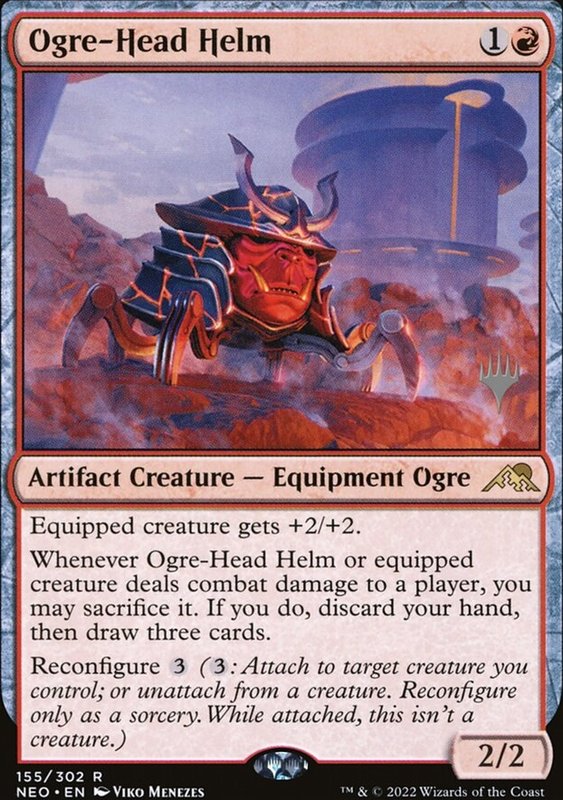 Ogre-Head Helm 1
Artifact Creature — Equipment Ogre
Equipped creature gets +2/+2.
Whenever Ogre-Head Helm or equipped
creature deals combat damage to a player, you
may sacrifice it. If you do, discard your hand,
then draw three cards.
Reconfigure 3 (3: Attach to target creature you
control; or unattach from a creature. Reconfigure
only as a sorcery. While attached, this isn't a
creature.)
2/2
155/302 R
NEO • EN Viko Menezes ™ & © 2022 Wizards of the Coast